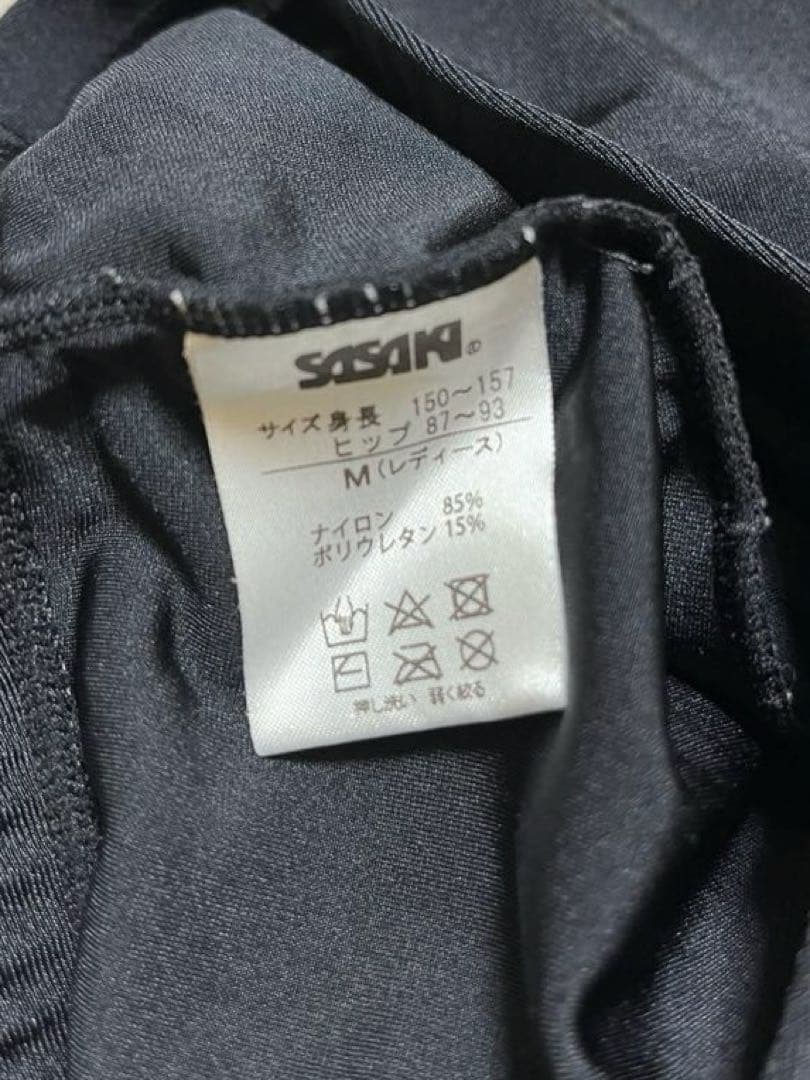 SASAKI®
サイズ 身長 150～157
ヒップ 87～93
M(レディース)
ナイロン 85%
ポリウレタン 15%
押し洗い 弱く絞る